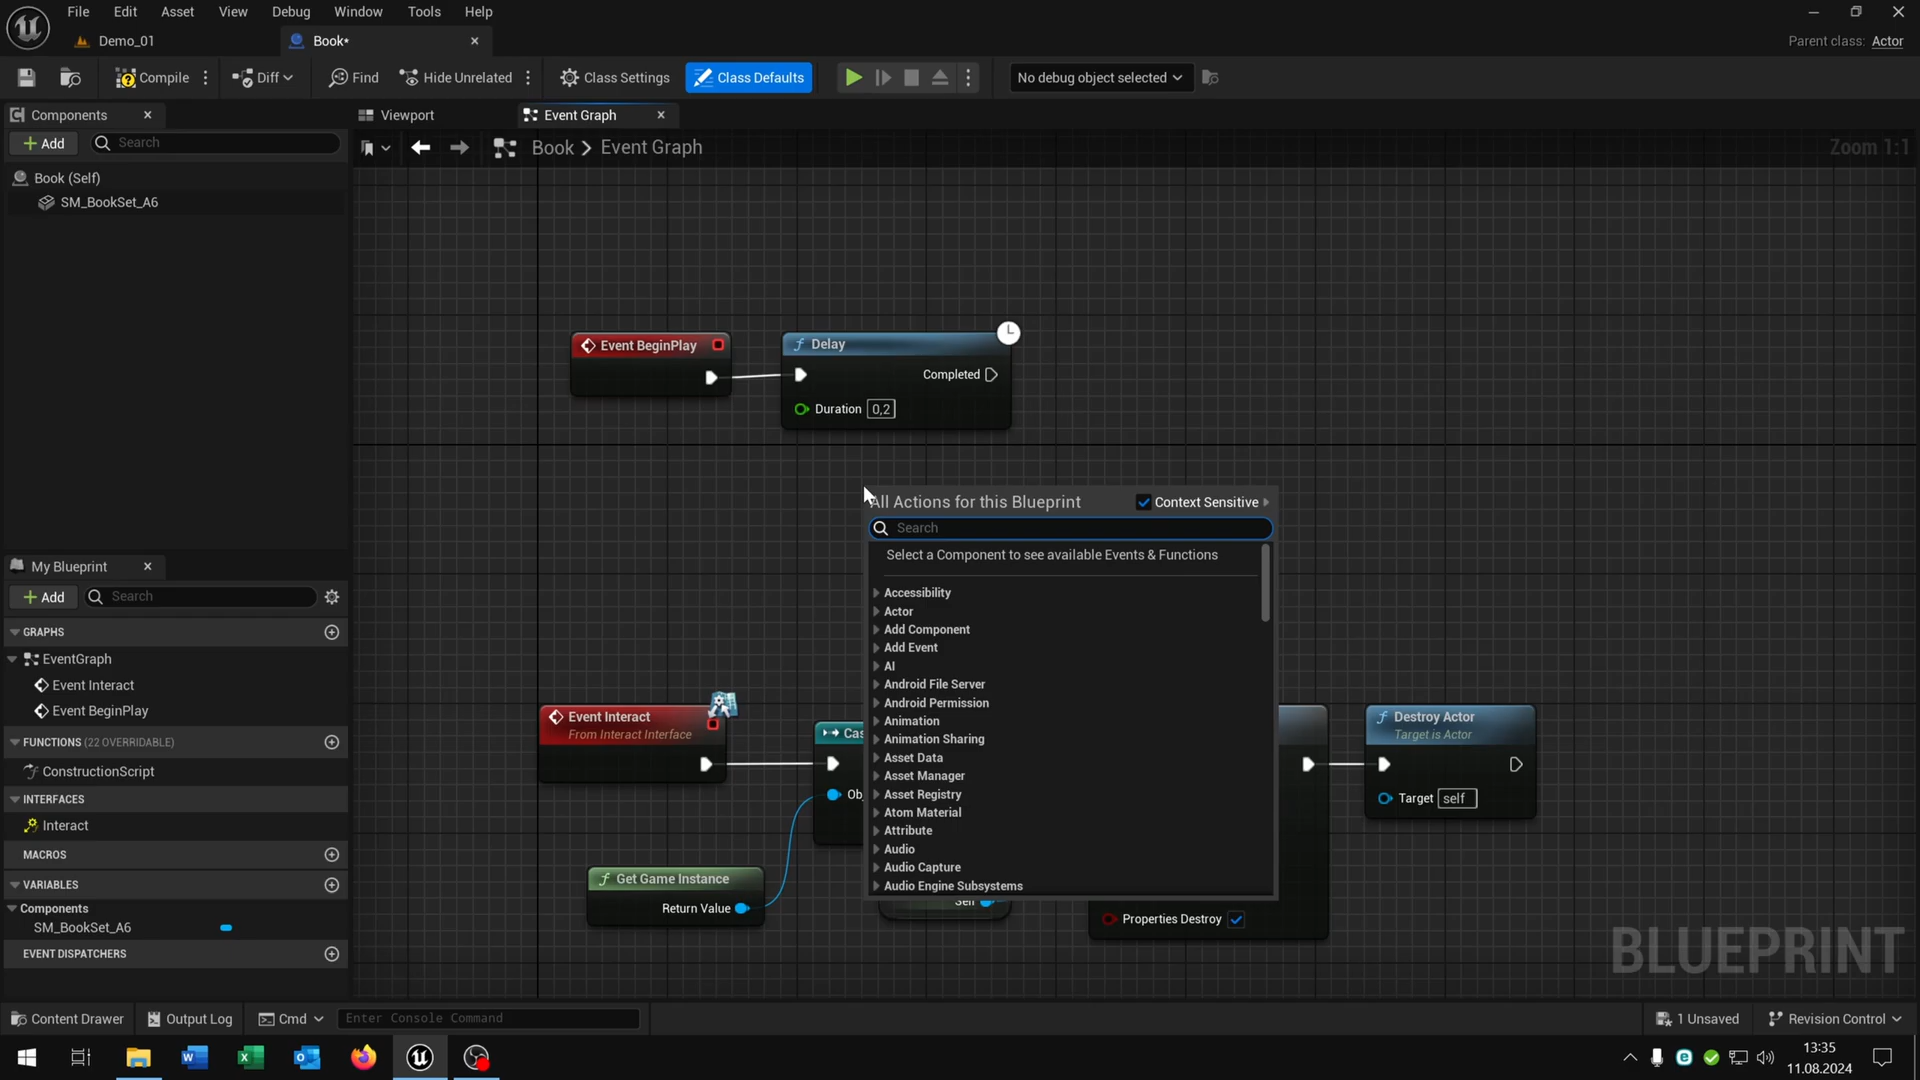 File Edit Asset View Debug Window Tools Help
Demo_01
Book*
Parent class: Actor
Compile
Diff
Find
Hide Unrelated
Class Settings
Class Defaults
No debug object selected
Components
Viewport
Event Graph
Add
Search
Book > Event Graph
Zoom 1:1
Book (Self)
SM_BookSet_A6
Event BeginPlay
Delay
Completed
Duration 0,2
All Actions for this Blueprint
Context Sensitive
Search
Select a Component to see available Events & Functions
Accessibility
Actor
Add Component
Add Event
AI
Android File Server
Android Permission
Animation
Animation Sharing
Asset Data
Asset Manager
Asset Registry
Atom Material
Attribute
Audio
Audio Capture
Audio Engine Subsystems
My Blueprint
Add
Search
GRAPHS
EventGraph
Event Interact
Event BeginPlay
FUNCTIONS (22 OVERRIDABLE)
ConstructionScript
INTERFACES
Interact
MACROS
VARIABLES
Components
SM_BookSet_A6
EVENT DISPATCHERS
Event Interact
From Interact Interface
Cas
Obj
Get Game Instance
Return Value
Self
Properties Destroy
Destroy Actor
Target is Actor
Target self
BLUEPRINT
Content Drawer
Output Log
Cmd
Enter Console Command
1 Unsaved
Revision Control
13:35
11.08.2024